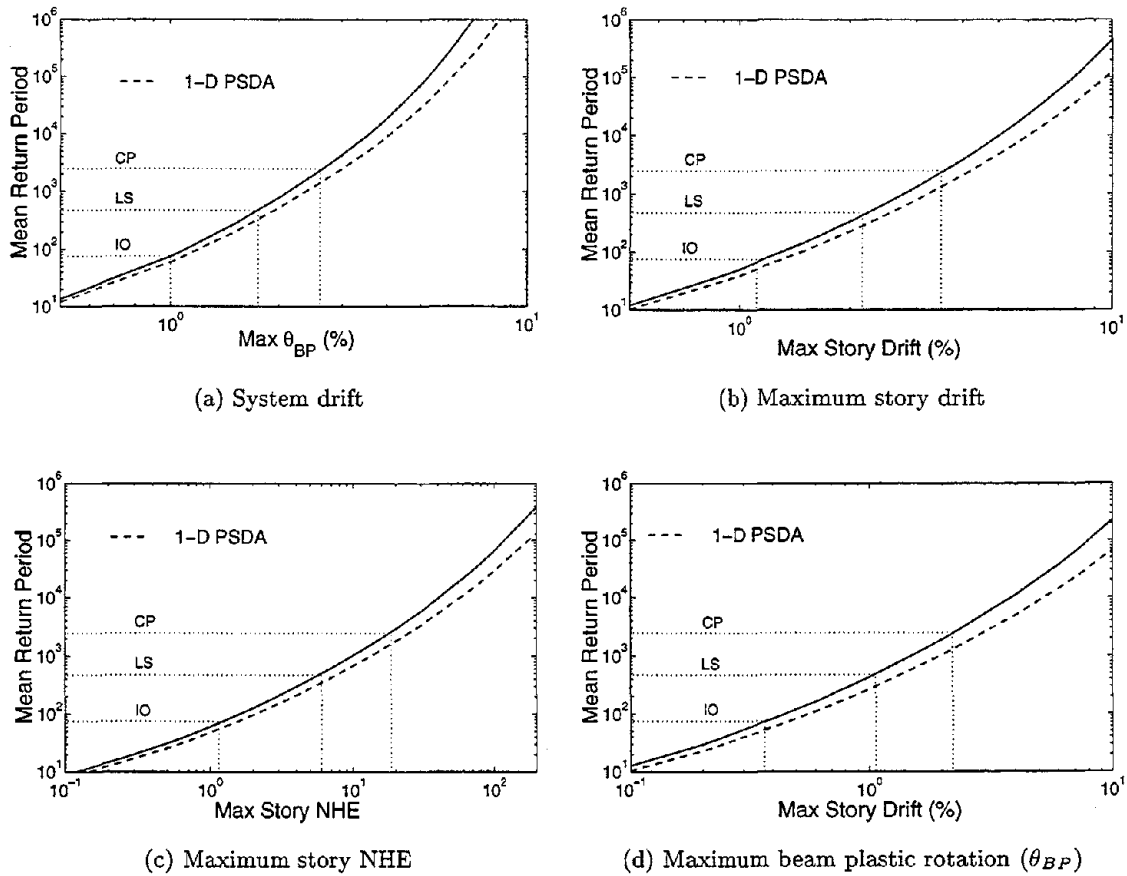 10^6
10^5
10^4
10^3
10^2
10^1
Mean Return Period
1-D PSDA
CP
LS
IO
10^0
10^1
Max θ_BP (%)
(a) System drift
10^6
10^5
10^4
10^3
10^2
10^1
Mean Return Period
1-D PSDA
CP
LS
IO
10^0
10^1
Max Story Drift (%)
(b) Maximum story drift
10^6
10^5
10^4
10^3
10^2
10^1
Mean Return Period
1-D PSDA
CP
LS
IO
10^-1
10^0
10^1
10^2
Max Story NHE
(c) Maximum story NHE
10^6
10^5
10^4
10^3
10^2
10^1
Mean Return Period
1-D PSDA
CP
LS
IO
10^-1
10^0
10^1
Max Story Drift (%)
(d) Maximum beam plastic rotation (θ_BP)